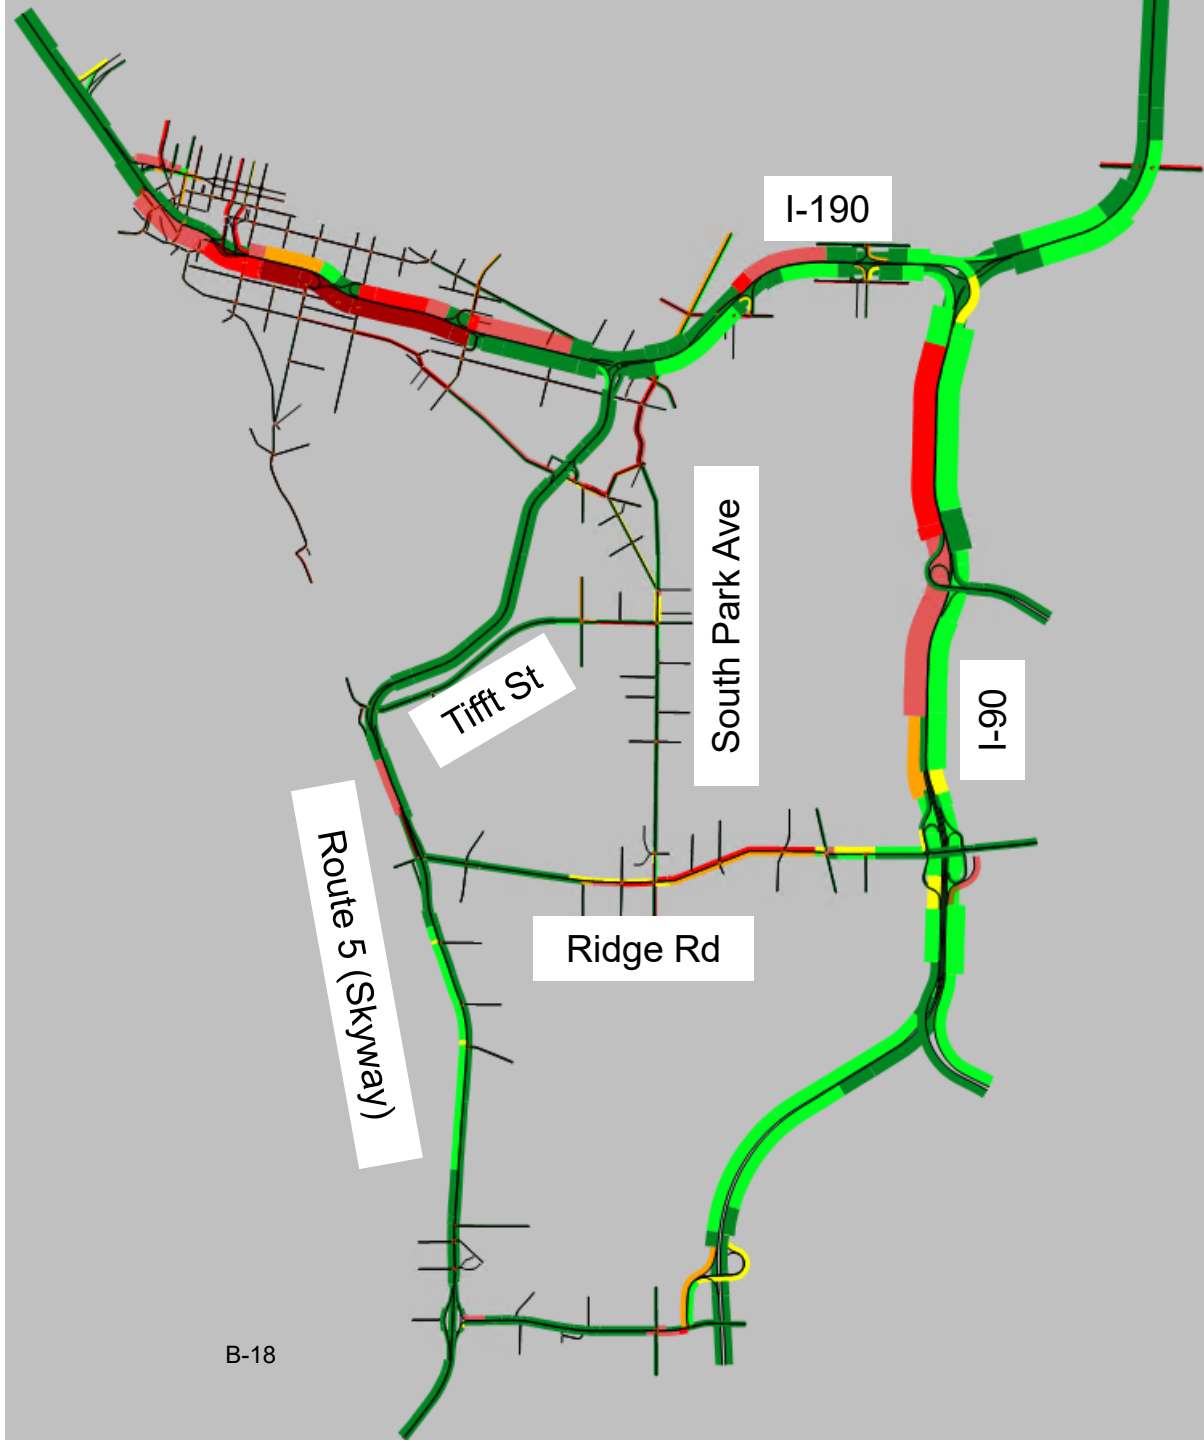 I-190
South Park Ave
Tifft St
I-90
Route 5 (Skyway)
Ridge Rd
B-18